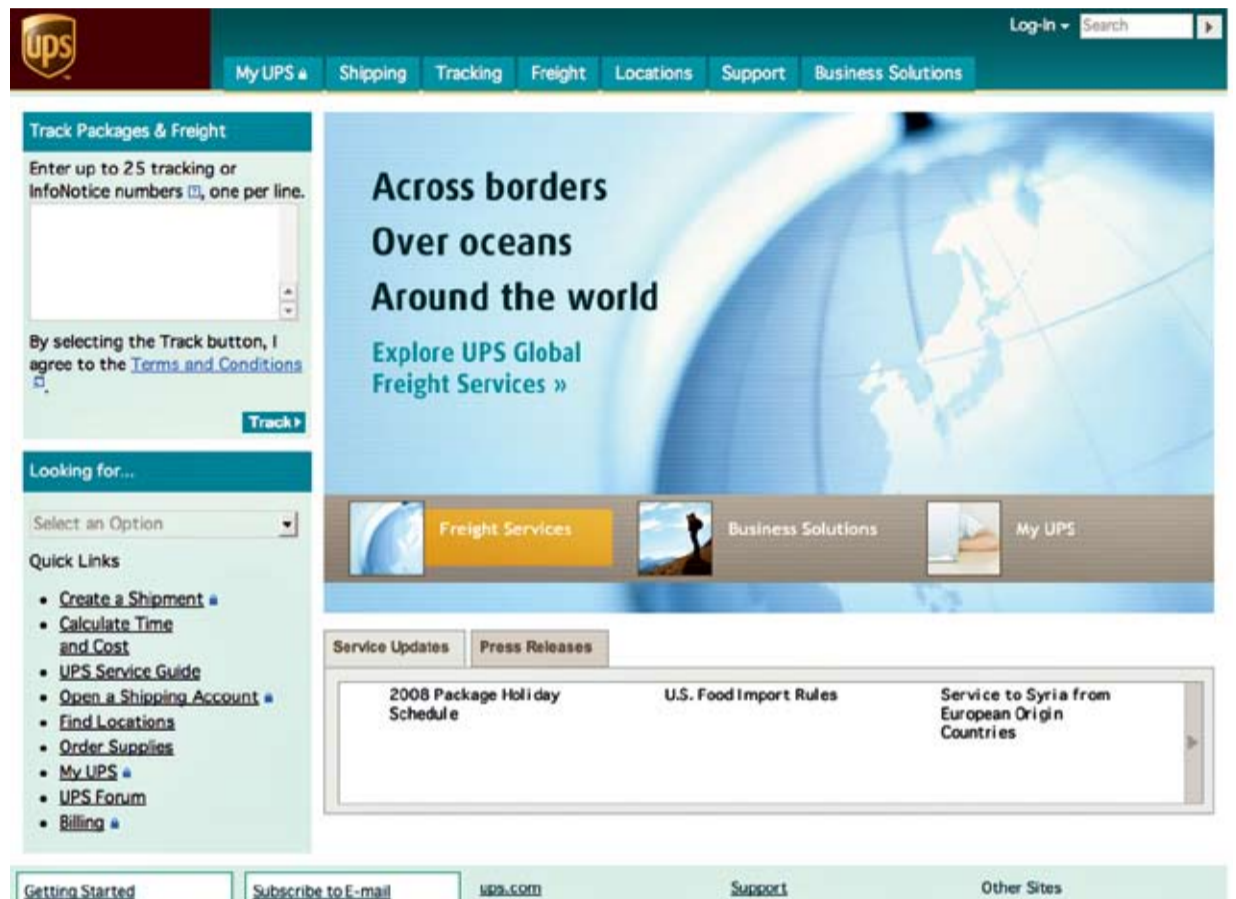 ups
Log-In
Search
My UPS
Shipping
Tracking
Freight
Locations
Support
Business Solutions
Track Packages & Freight
Enter up to 25 tracking or
InfoNotice numbers [?], one per line.
By selecting the Track button, I
agree to the Terms and Conditions
.
Track
Looking for...
Select an Option
Quick Links
Create a Shipment
Calculate Time
and Cost
UPS Service Guide
Open a Shipping Account
Find Locations
Order Supplies
My UPS
UPS Forum
Billing
Across borders
Over oceans
Around the world
Explore UPS Global
Freight Services »
Freight Services
Business Solutions
My UPS
Service Updates
Press Releases
2008 Package Holiday
Schedule
U.S. Food Import Rules
Service to Syria from
European Origin
Countries
Getting Started
Subscribe to E-mail
ups.com
Support
Other Sites